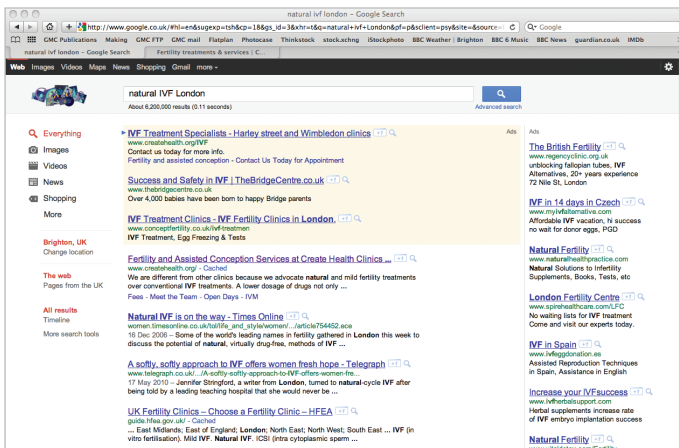 natural ivf london – Google Search
http://www.google.co.uk/#hl=en&sugexp=tsh&cp=18&gs_id=3&xhr=t&q=natural+ivf+London&pf=p&sclient=psy&site=&source=
Google
GMC Publications Making GMC FTP GMC mail Flatplan Photocase Thinkstock stock.xchng iStockphoto BBC Weather | Brighton BBC 6 Music BBC News guardian.co.uk IMDb
natural ivf london – Google Search
Fertility treatments & services | C...
Web Images Videos Maps News Shopping Gmail more
natural IVF London
About 6,200,000 results (0.11 seconds)
Advanced search
Everything
Images
Videos
News
Shopping
More
Brighton, UK
Change location
The web
Pages from the UK
All results
Timeline
More search tools
Ads
IVF Treatment Specialists - Harley street and Wimbledon clinics +1
www.createhealth.org/IVF
Contact us today for more info.
Fertility and assisted conception - Contact Us Today for Appointment
Success and Safety in IVF | TheBridgeCentre.co.uk +1
www.thebridgecentre.co.uk
Over 4,000 babies have been born to happy Bridge parents
IVF Treatment Clinics - IVF Fertility Clinics in London. +1
www.conceptfertility.co.uk/ivf-treatmen
IVF Treatment, Egg Freezing & Tests
Fertility and Assisted Conception Services at Create Health Clinics ... +1
www.createhealth.org/ - Cached
We are different from other clinics because we advocate natural and mild fertility treatments
over conventional IVF treatments. A lower dosage of drugs not only ...
Fees - Meet the Team - Open Days - IVM
Natural IVF is on the way - Times Online +1
women.timesonline.co.uk/tol/life_and_style/women/.../article754452.ece
16 Dec 2006 – Some of the world's leading names in fertility gathered in London this week to
discuss the potential of natural, virtually drug-free, methods of IVF ...
A softly, softly approach to IVF offers women fresh hope - Telegraph +1
www.telegraph.co.uk/.../A-softly-softly-approach-to-IVF-offers-women-fre...
17 May 2010 – Jennifer Stringford, a writer from London, turned to natural-cycle IVF after
being told by a leading teaching hospital that she would never be ...
UK Fertility Clinics – Choose a Fertility Clinic – HFEA +1
guide.hfea.gov.uk/ - Cached
... East Midlands; East of England; London; North East; North West; South East ... IVF (in
vitro fertilisation). Mild IVF. Natural IVF. ICSI (intra cytoplasmic sperm ...
Ads
The British Fertility +1
www.regencyclinic.org.uk
unblocking fallopian tubes, IVF
Alternatives, 20+ years experience
72 Nile St, London
IVF in 14 days in Czech +1
www.myivfalternative.com
Affordable IVF vacation, hi success
no wait for donor eggs, PGD
Natural Fertility +1
www.naturalhealthpractice.com
Natural Solutions to Infertility
Supplements, Books, Tests, etc
London Fertility Centre +1
www.spirehealthcare.com/LFC
No waiting lists for IVF treatment
Come and visit our experts today.
IVF in Spain +1
www.ivfeggdonation.es
Assisted Reproduction Techniques
in Spain, Assistance in English
Increase your IVFsuccess +1
www.ivfherbalsupport.com
Herbal supplements increase rate
of IVF embryo implantation success
Natural Fertility +1